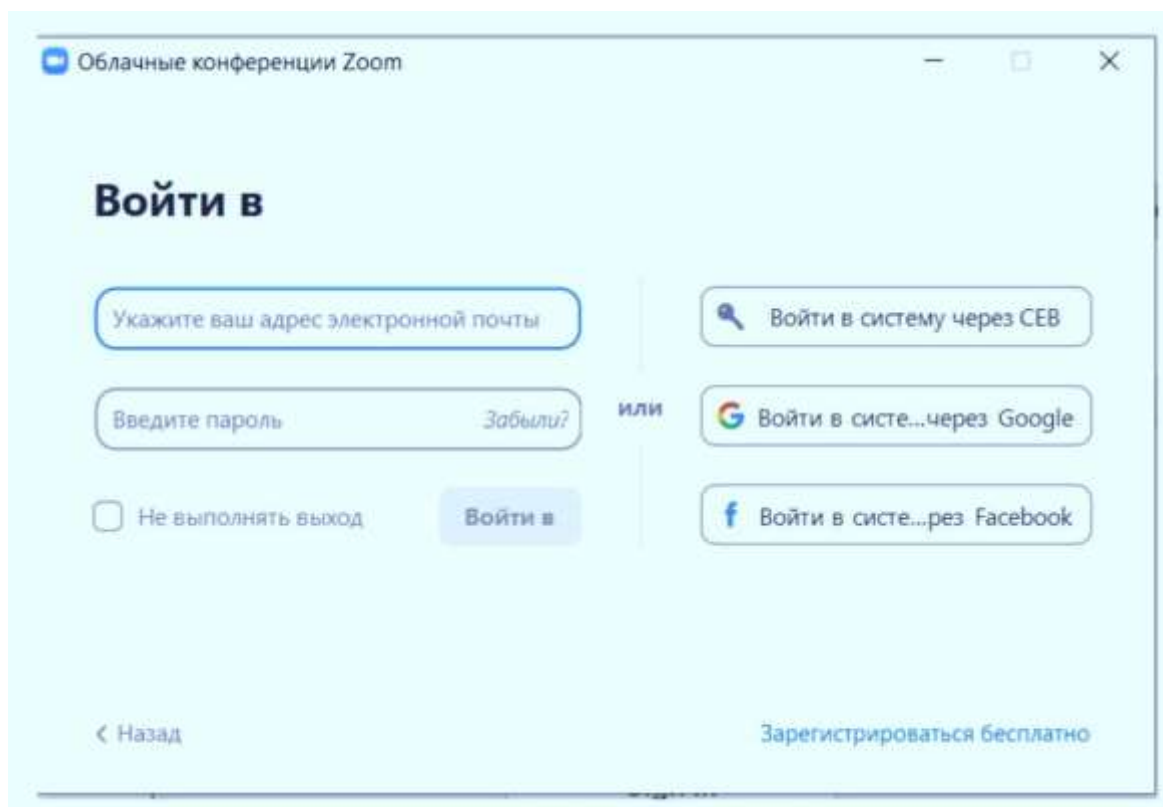 Облачные конференции Zoom
Войти в
Укажите ваш адрес электронной почты
Введите пароль Забыли?
Не выполнять выход
Войти в
или
Войти в систему через СЕВ
Войти в систе...через Google
Войти в систе...рез Facebook
Назад
Зарегистрироваться бесплатно